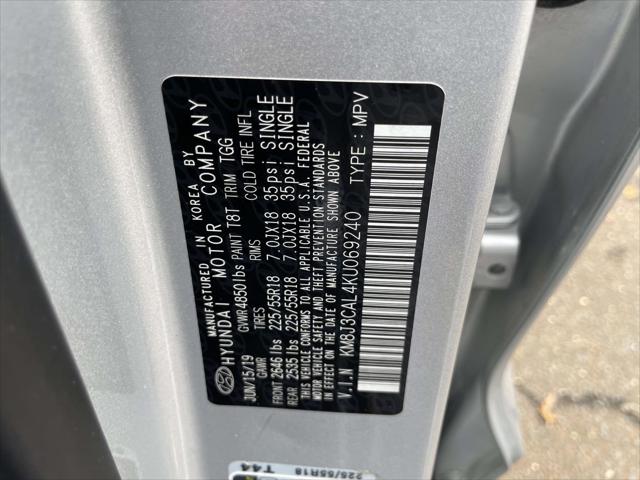 MANUFACTURED IN KOREA BY
HYUNDAI MOTOR COMPANY
JUN/15/19 GVWR 4850 lbs PAINT T8T TRIM TGG
GAWR RIMS COLD TIRE INFL
FRONT 2646 lbs 225/55R18 7.0JX18 35psi SINGLE
REAR 2535 lbs 225/55R18 7.0JX18 35psi SINGLE
THIS VEHICLE CONFORMS TO ALL APPLICABLE U.S.A. FEDERAL
MOTOR VEHICLE SAFETY, BUMPER, AND THEFT PREVENTION STANDARDS
IN EFFECT ON THE DATE OF MANUFACTURE SHOWN ABOVE.
V.I.N KM8J3CAL4KU069240 TYPE : MPV
225/55R18
T44